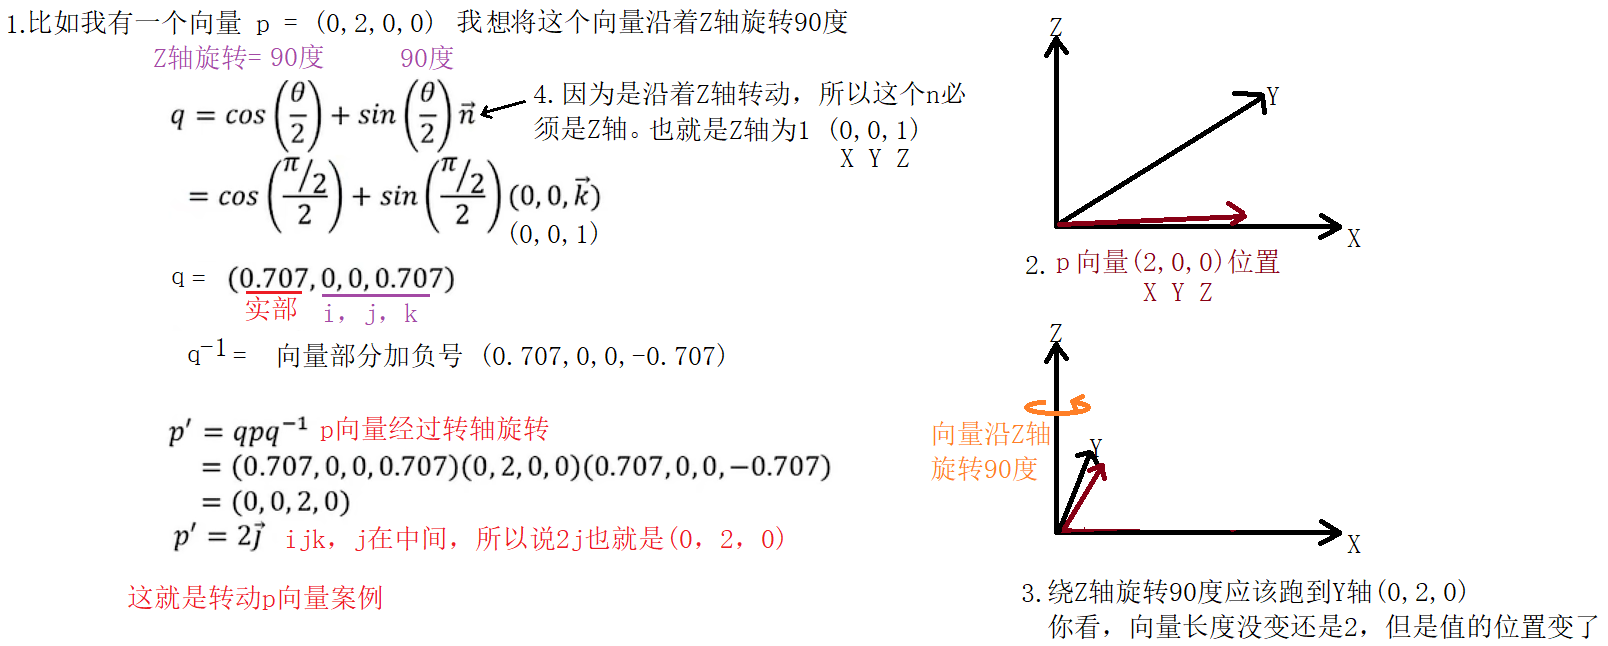 1.比如我有一个向量 p = (0,2,0,0) 我想将这个向量沿着Z轴旋转90度
Z轴旋转= 90度 90度
q = cos(θ/2) + sin(θ/2) n⃗
4.因为是沿着Z轴转动，所以这个n必
须是Z轴。也就是Z轴为1 (0,0,1)
X Y Z
= cos((π/2)/2) + sin((π/2)/2) (0,0,k⃗)
(0,0,1)
q = (0.707,0,0,0.707)
实部 i, j, k
q⁻¹ = 向量部分加负号 (0.707,0,0,-0.707)
p′ = qpq⁻¹ p向量经过转轴旋转
= (0.707,0,0,0.707)(0,2,0,0)(0.707,0,0,−0.707)
= (0,0,2,0)
p′ = 2j⃗ ijk，j在中间，所以说2j也就是(0，2，0)
这就是转动p向量案例
Z
Y
X
2.p向量(2,0,0)位置
X Y Z
Z
向量沿Z轴
旋转90度
Y
X
3.绕Z轴旋转90度应该跑到Y轴(0,2,0)
你看，向量长度没变还是2，但是值的位置变了